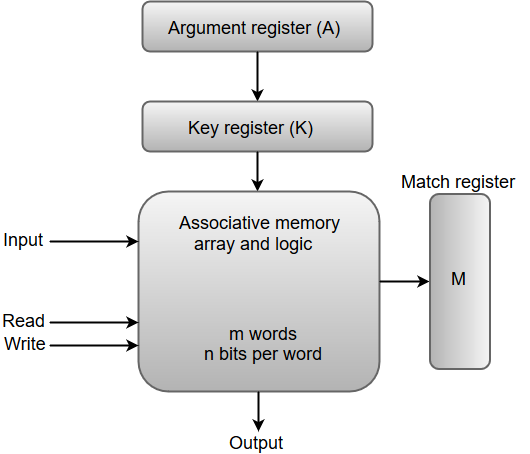 Argument register (A)
Key register (K)
Match register
Associative memory
array and logic
Input
M
Read
Write
m words
n bits per word
Output